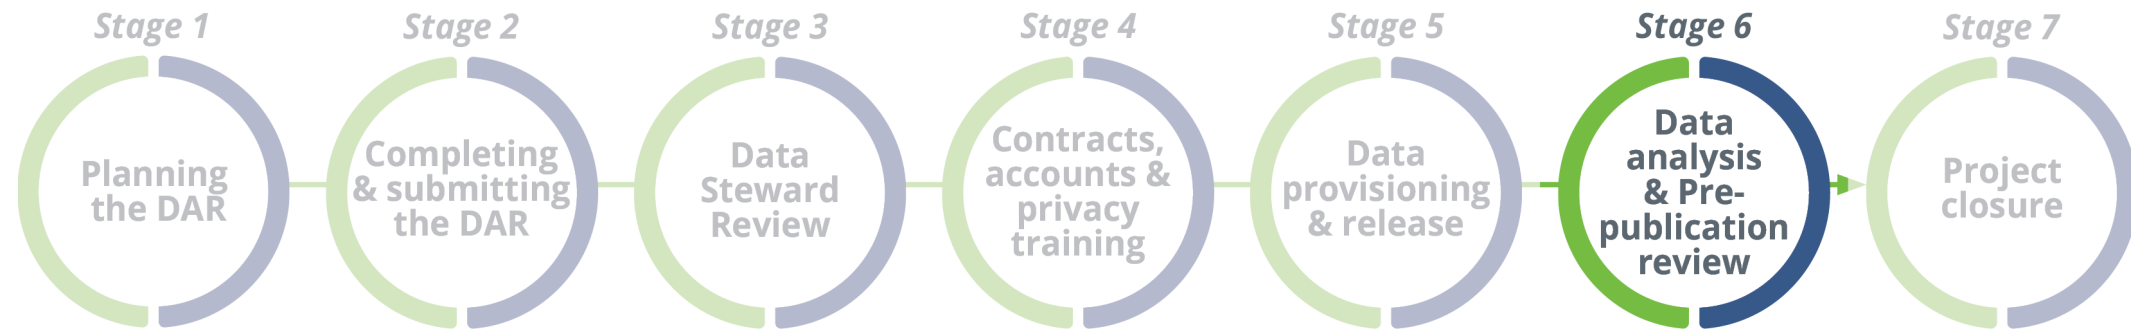 Stage 1
Planning
the DAR
Stage 2
Completing
& submitting
the DAR
Stage 3
Data
Steward
Review
Stage 4
Contracts,
accounts &
privacy
training
Stage 5
Data
provisioning
& release
Stage 6
Data
analysis
& Pre-
publication
review
Stage 7
Project
closure